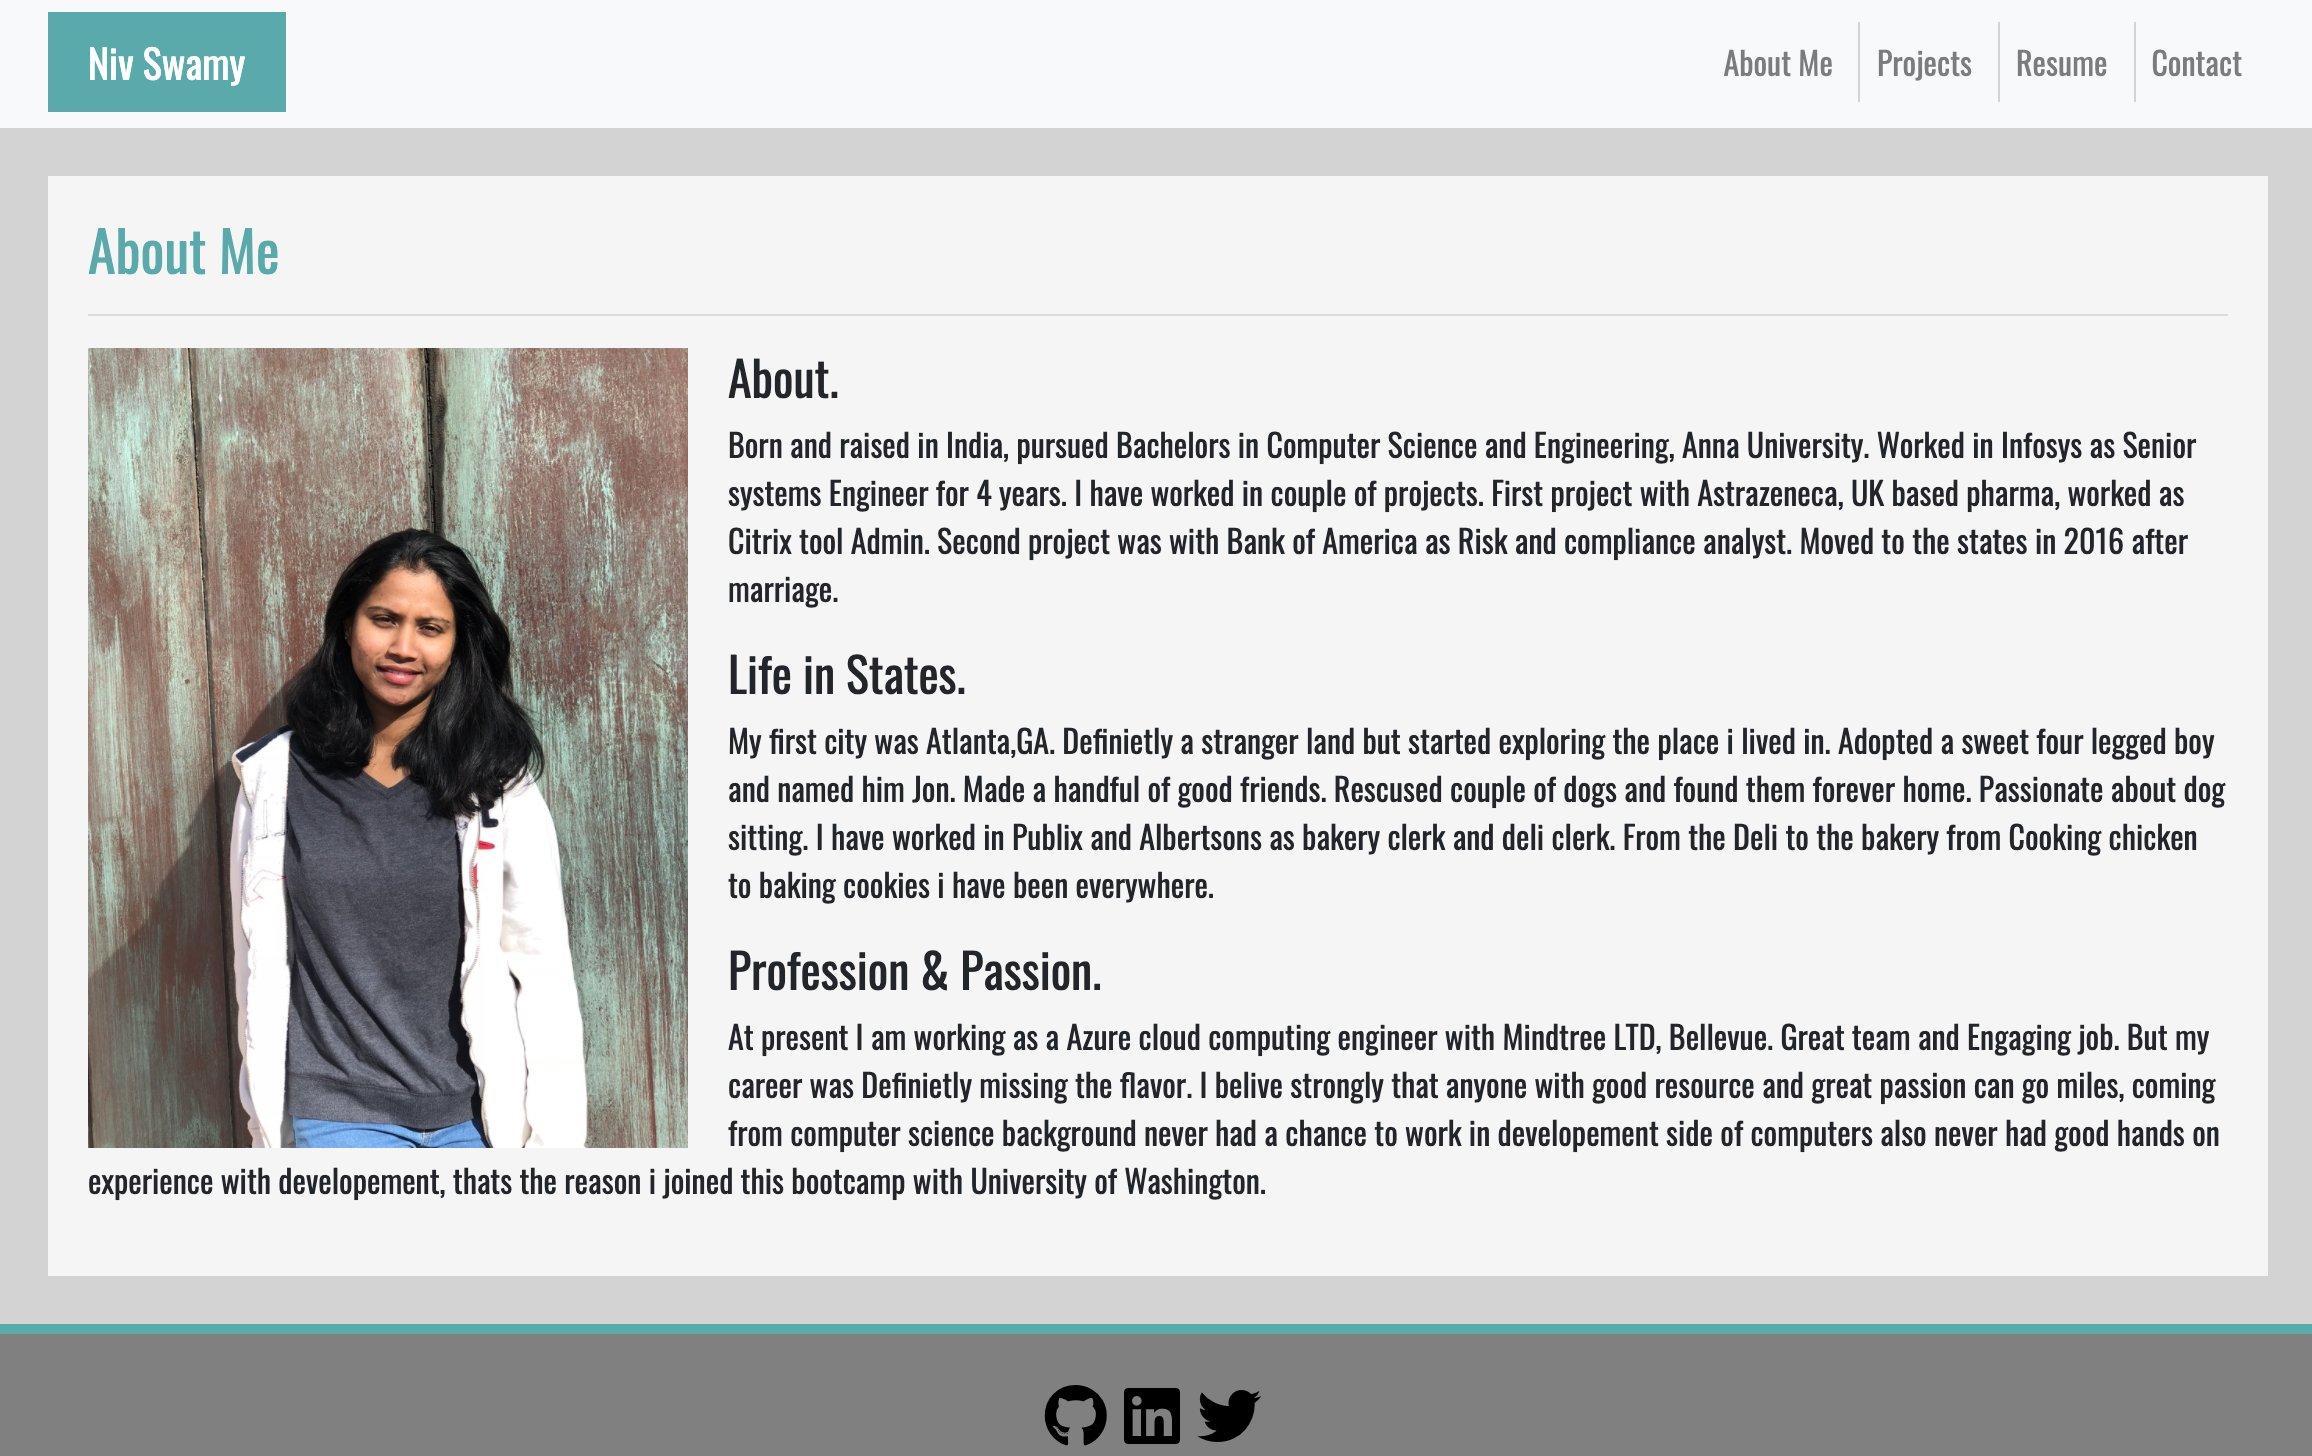 Niv Swamy
About Me
Projects
Resume
Contact
About Me
About.
Born and raised in India, pursued Bachelors in Computer Science and Engineering, Anna University. Worked in Infosys as Senior
systems Engineer for 4 years. I have worked in couple of projects. First project with Astrazeneca, UK based pharma, worked as
Citrix tool Admin. Second project was with Bank of America as Risk and compliance analyst. Moved to the states in 2016 after
marriage.
Life in States.
My first city was Atlanta,GA. Definietly a stranger land but started exploring the place i lived in. Adopted a sweet four legged boy
and named him Jon. Made a handful of good friends. Rescused couple of dogs and found them forever home. Passionate about dog
sitting. I have worked in Publix and Albertsons as bakery clerk and deli clerk. From the Deli to the bakery from Cooking chicken
to baking cookies i have been everywhere.
Profession & Passion.
At present I am working as a Azure cloud computing engineer with Mindtree LTD, Bellevue. Great team and Engaging job. But my
career was Definietly missing the flavor. I belive strongly that anyone with good resource and great passion can go miles, coming
from computer science background never had a chance to work in developement side of computers also never had good hands on
experience with developement, thats the reason i joined this bootcamp with University of Washington.
in